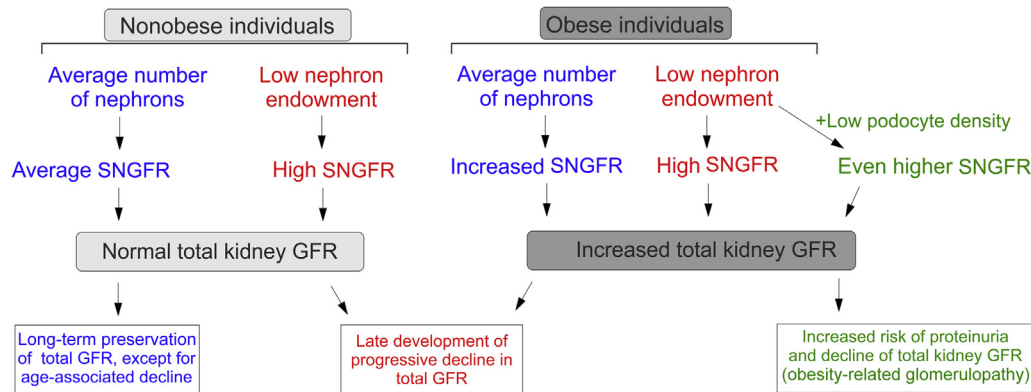 Nonobese individuals
Average number
of nephrons
Low nephron
endowment
Average SNGFR
High SNGFR
Normal total kidney GFR
Long-term preservation
of total GFR, except for
age-associated decline
Obese individuals
Average number
of nephrons
Low nephron
endowment
+Low podocyte density
Increased SNGFR
High SNGFR
Even higher SNGFR
Increased total kidney GFR
Late development of
progressive decline in
total GFR
Increased risk of proteinuria
and decline of total kidney GFR
(obesity-related glomerulopathy)